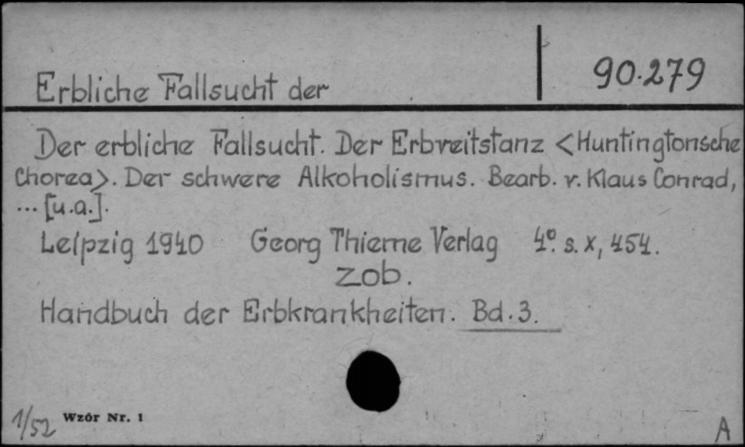 Erbliche Fallsucht der
90.279
Der erbliche Fallsucht. Der Erbveitstanz <Huntingtonsche
Chorea>. Der schwere Alkoholismus. Bearb. v. Klaus Conrad,
... [u.a.].
Leipzig 1940 Georg Thieme Verlag 4º. s. X, 454.
zob.
Handbuch der Erbkrankheiten. Bd. 3.
1/52 Wzór Nr. 1
A